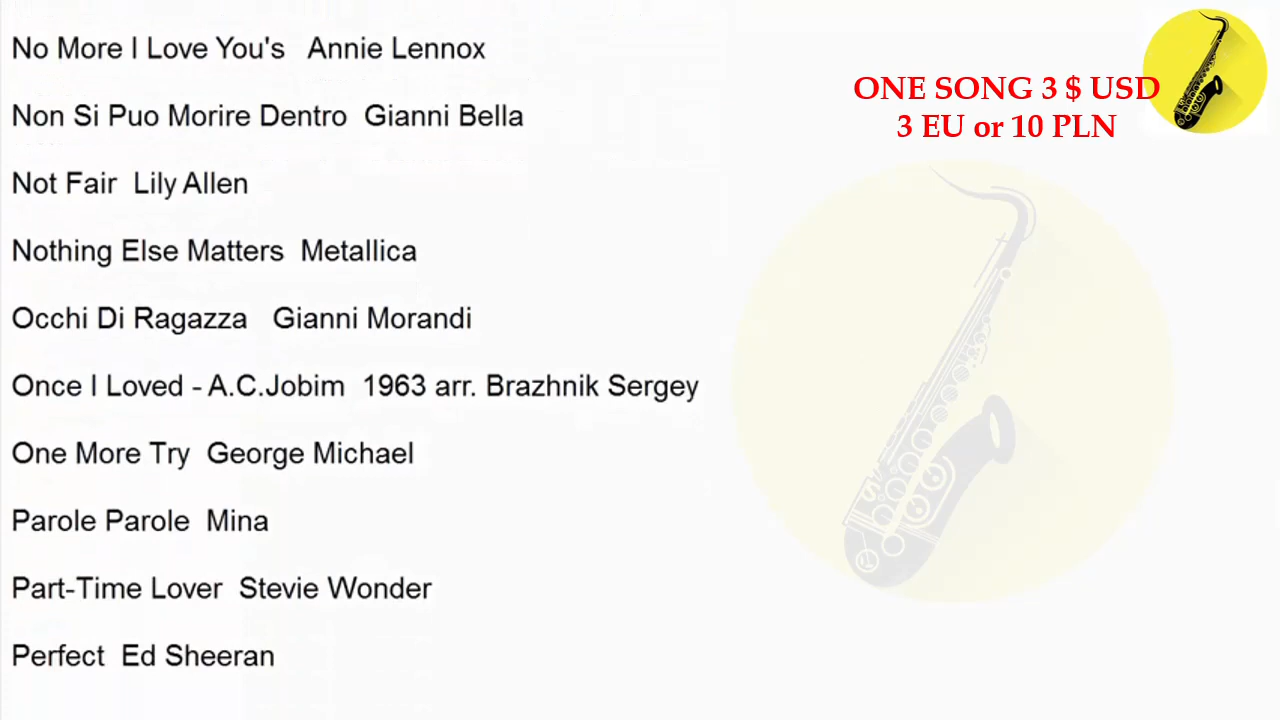 No More I Love You's Annie Lennox
ONE SONG 3 $ USD
3 EU or 10 PLN
Non Si Puo Morire Dentro Gianni Bella
Not Fair Lily Allen
Nothing Else Matters Metallica
Occhi Di Ragazza Gianni Morandi
Once I Loved - A.C.Jobim 1963 arr. Brazhnik Sergey
One More Try George Michael
Parole Parole Mina
Part-Time Lover Stevie Wonder
Perfect Ed Sheeran